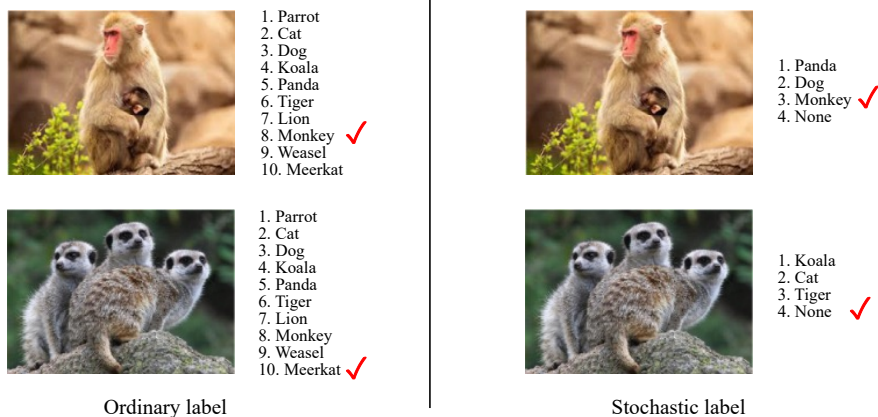 1. Parrot
2. Cat
3. Dog
4. Koala
5. Panda
6. Tiger
7. Lion
8. Monkey
9. Weasel
10. Meerkat
1. Parrot
2. Cat
3. Dog
4. Koala
5. Panda
6. Tiger
7. Lion
8. Monkey
9. Weasel
10. Meerkat
Ordinary label
1. Panda
2. Dog
3. Monkey
4. None
1. Koala
2. Cat
3. Tiger
4. None
Stochastic label